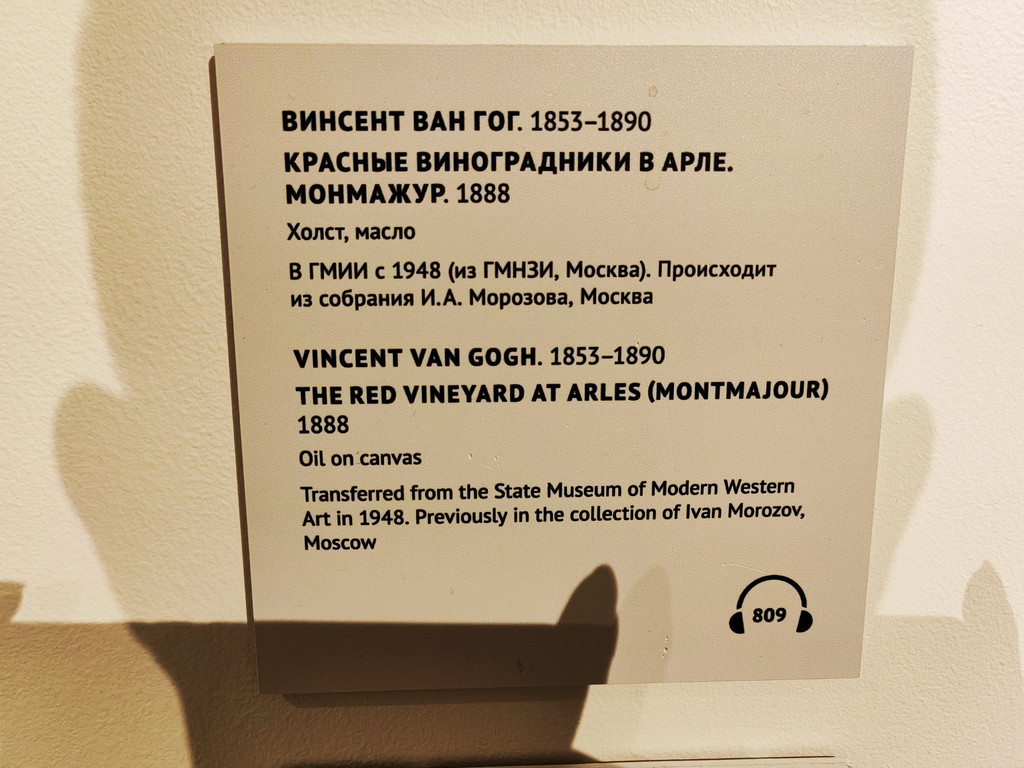 ВИНСЕНТ ВАН ГОГ. 1853–1890
КРАСНЫЕ ВИНОГРАДНИКИ В АРЛЕ.
МОНМАЖУР. 1888
Холст, масло
В ГМИИ с 1948 (из ГМНЗИ, Москва). Происходит
из собрания И.А. Морозова, Москва
VINCENT VAN GOGH. 1853–1890
THE RED VINEYARD AT ARLES (MONTMAJOUR)
1888
Oil on canvas
Transferred from the State Museum of Modern Western
Art in 1948. Previously in the collection of Ivan Morozov,
Moscow
809